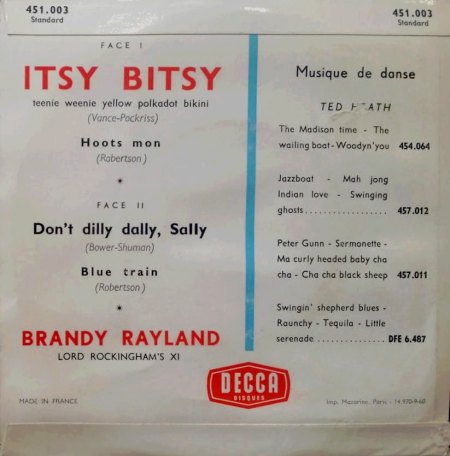 451.003
Standard
451.003
Standard
FACE I
ITSY BITSY
teenie weenie yellow polkadot bikini
(Vance-Pockriss)
Hoots mon
(Robertson)
*
FACE II
Don't dilly dally, Sally
(Bower-Shuman)
Blue train
(Robertson)
*
BRANDY RAYLAND
LORD ROCKINGHAM'S XI
Musique de danse
TED HEATH
The Madison time - The
wailing boat - Woodyn'you 454.064
Jazzboat - Mah jong
Indian love - Swinging
ghosts .................. 457.012
Peter Gunn - Sermonette -
Ma curly headed baby cha
cha - Cha cha black sheep 457.011
Swingin' shepherd blues -
Raunchy - Tequila - Little
serenade ............... DFE 6.487
DECCA
DISQUES
MADE IN FRANCE
Imp. Mazarine, Paris - 14.970-9-60